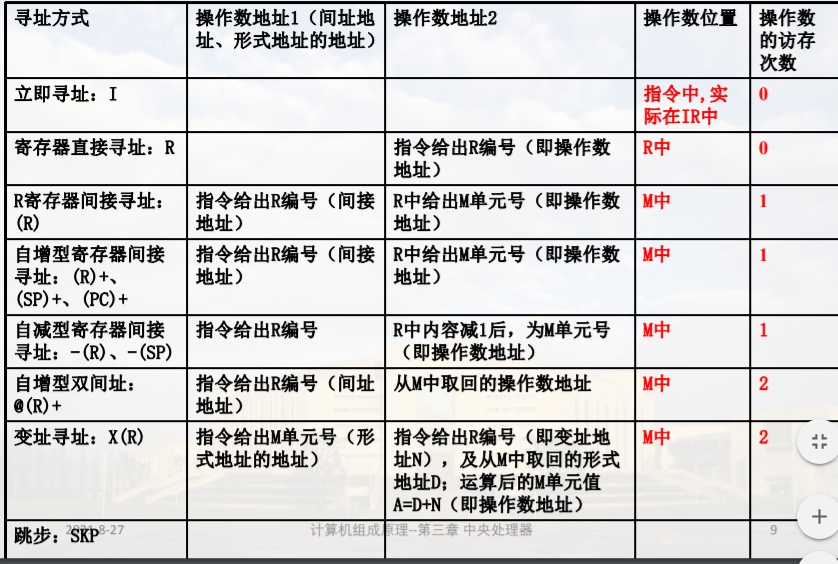 寻址方式
操作数地址1（间址地
址、形式地址的地址）
操作数地址2
操作数位置
操作数
的访存
次数
立即寻址：I
指令中,实
际在IR中
0
寄存器直接寻址：R
指令给出R编号（即操作数
地址）
R中
0
R寄存器间接寻址：
(R)
指令给出R编号（间接
地址）
R中给出M单元号（即操作数
地址）
M中
1
自增型寄存器间接
寻址：(R)+、
(SP)+、(PC)+
指令给出R编号（间接
地址）
R中给出M单元号（即操作数
地址）
M中
1
自减型寄存器间接
寻址：-(R)、-(SP)
指令给出R编号
R中内容减1后，为M单元号
（即操作数地址）
M中
1
自增型双间址：
@(R)+
指令给出R编号（间址
地址）
从M中取回的操作数地址
M中
2
变址寻址：X(R)
指令给出M单元号（形
式地址的地址）
指令给出R编号（即变址地
址N），及从M中取回的形式
地址D；运算后的M单元值
A=D+N（即操作数地址）
M中
2
跳步：SKP
8-27
计算机组成原理--第三章 中央处理器
9